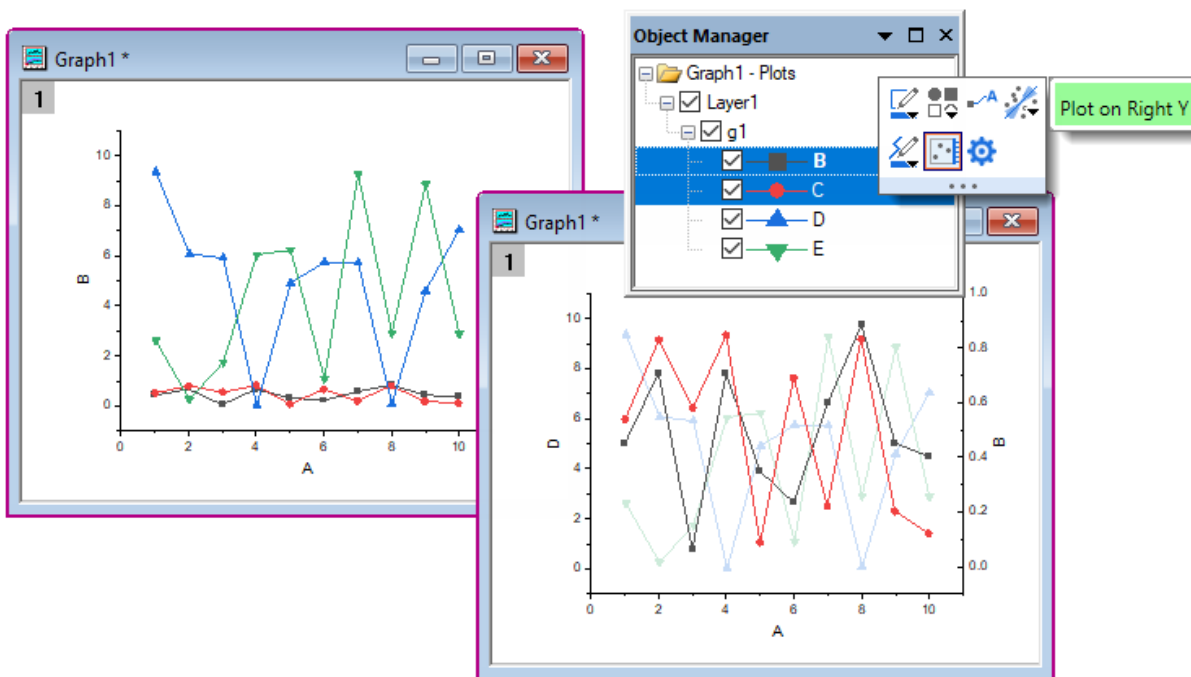 Graph1 *
1
10
8
6
4
2
0
B
0 2 4 6 8 10
A
Object Manager
Graph1 - Plots
Layer1
g1
B
C
D
E
A
Plot on Right Y
Graph1 *
1
10
8
6
4
2
0
D
1.0
0.8
0.6
0.4
0.2
0.0
B
0 2 4 6 8 10
A